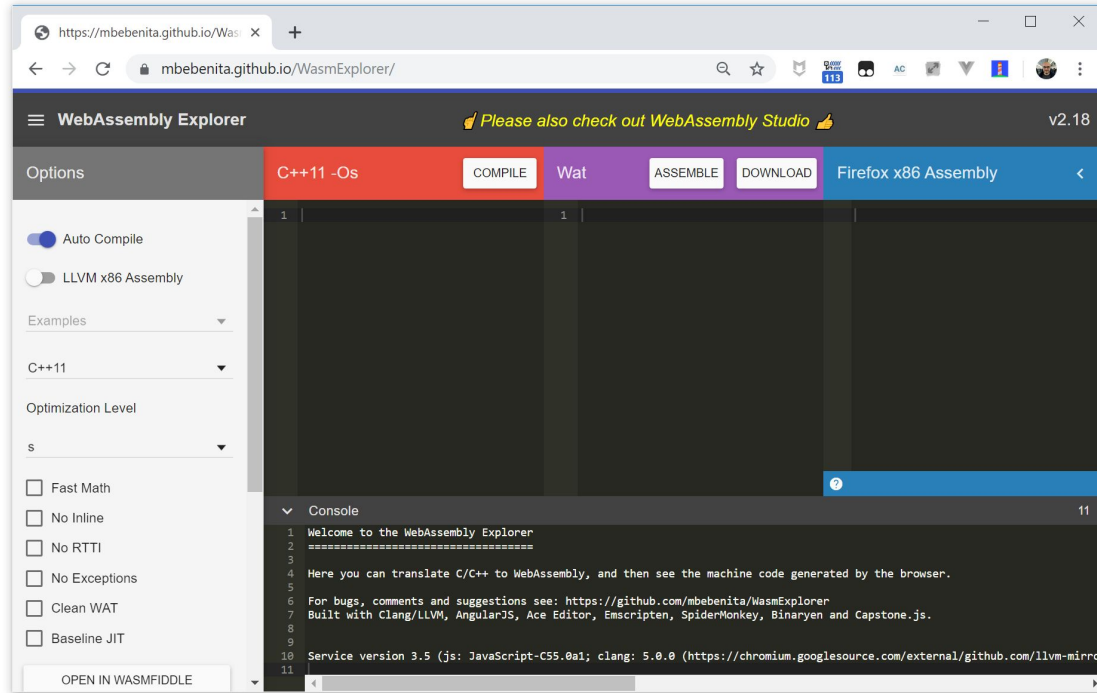 https://mbebenita.github.io/Was
mbebenita.github.io/WasmExplorer/
113
AC
WebAssembly Explorer
Please also check out WebAssembly Studio
v2.18
Options
C++11 -Os
COMPILE
Wat
ASSEMBLE
DOWNLOAD
Firefox x86 Assembly
1
1
Auto Compile
LLVM x86 Assembly
Examples
C++11
Optimization Level
s
Fast Math
No Inline
No RTTI
No Exceptions
Clean WAT
Baseline JIT
OPEN IN WASMFIDDLE
?
Console
11
1 Welcome to the WebAssembly Explorer
2 ===================================
3
4 Here you can translate C/C++ to WebAssembly, and then see the machine code generated by the browser.
5
6 For bugs, comments and suggestions see: https://github.com/mbebenita/WasmExplorer
7 Built with Clang/LLVM, AngularJS, Ace Editor, Emscripten, SpiderMonkey, Binaryen and Capstone.js.
8
9
10 Service version 3.5 (js: JavaScript-C55.0a1; clang: 5.0.0 (https://chromium.googlesource.com/external/github.com/llvm-mirro
11